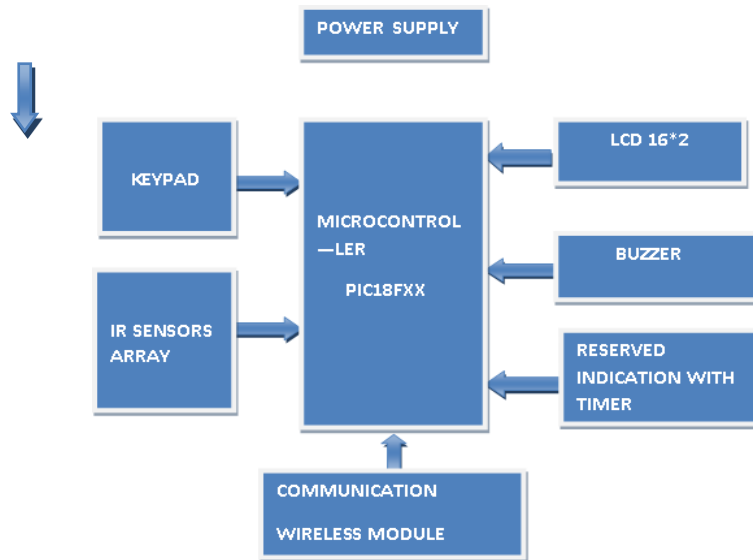 POWER SUPPLY
KEYPAD
MICROCONTROL
—LER
PIC18FXX
LCD 16*2
BUZZER
IR SENSORS
ARRAY
RESERVED
INDICATION WITH
TIMER
COMMUNICATION
WIRELESS MODULE